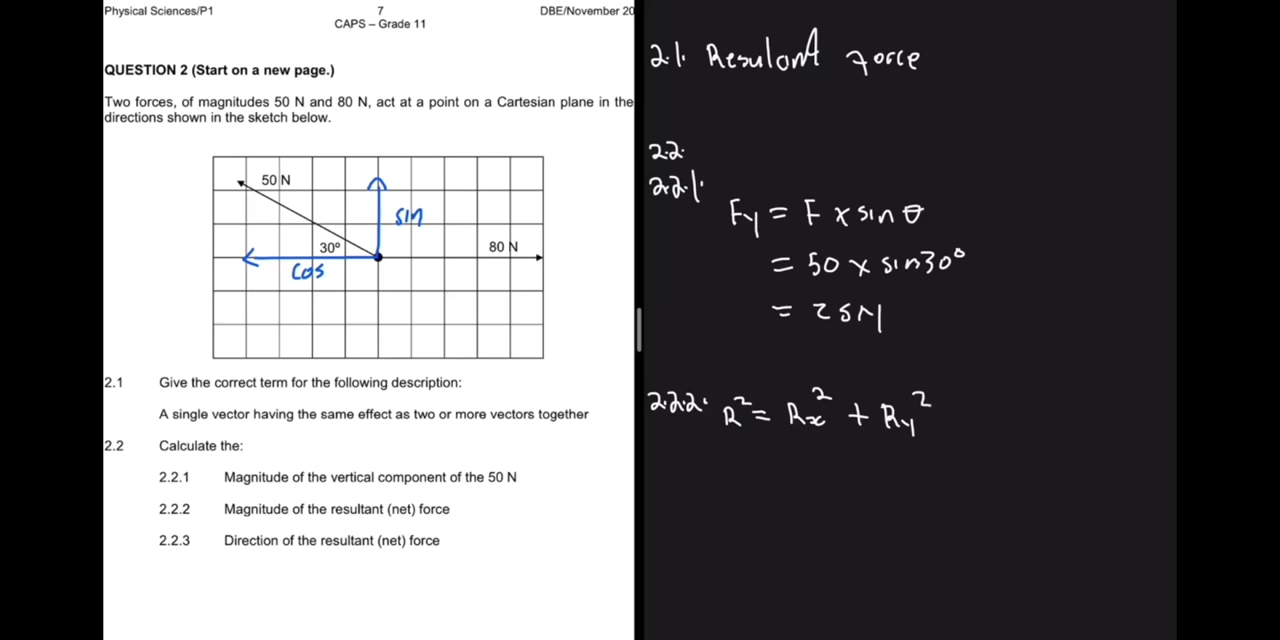 Physical Sciences/P1
7
DBE/November 20
CAPS – Grade 11
QUESTION 2 (Start on a new page.)
Two forces, of magnitudes 50 N and 80 N, act at a point on a Cartesian plane in the
directions shown in the sketch below.
50 N
sin
30º
80 N
cos
2.1 Give the correct term for the following description:
A single vector having the same effect as two or more vectors together
2.2 Calculate the:
2.2.1 Magnitude of the vertical component of the 50 N
2.2.2 Magnitude of the resultant (net) force
2.2.3 Direction of the resultant (net) force
2.1. Resultant force
2.2.
2.2.1.
Fy = F x sin θ
= 50 x sin30°
= 25N
2.2.2. R² = Rx² + Ry²